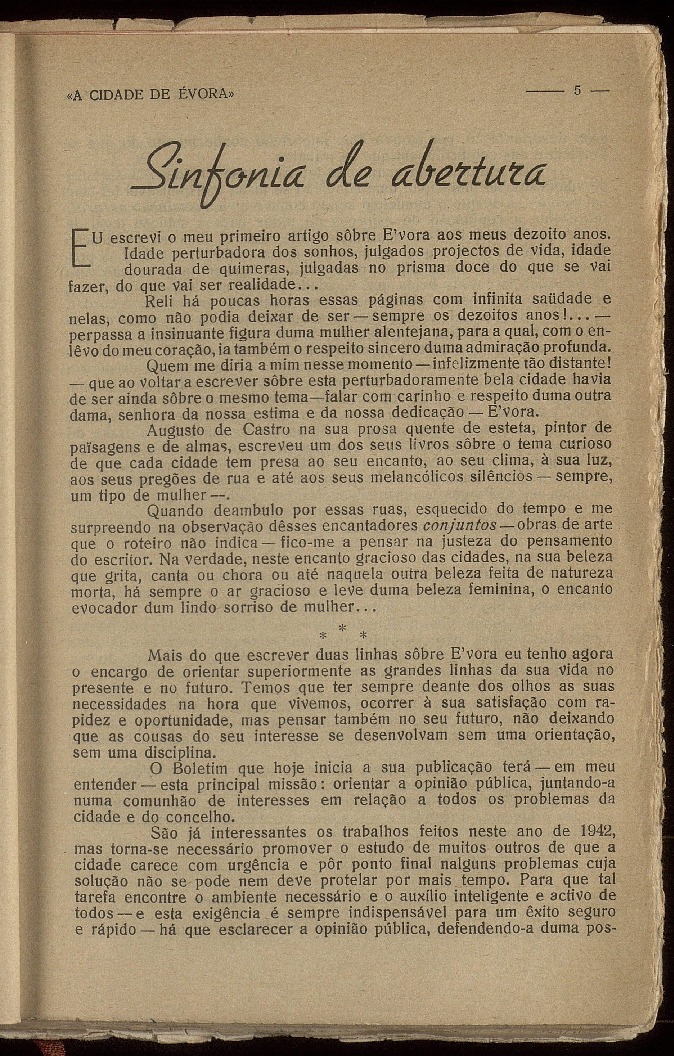 «A CIDADE DE ÉVORA»
— 5 —
Sinfonia de abertura
EU escrevi o meu primeiro artigo sôbre E'vora aos meus dezoito anos.
Idade perturbadora dos sonhos, julgados projectos de vida, idade
dourada de quimeras, julgadas no prisma doce do que se vai
fazer, do que vai ser realidade...
Reli há poucas horas essas páginas com infinita saüdade e
nelas, como não podia deixar de ser — sempre os dezoitos anos!... —
perpassa a insinuante figura duma mulher alentejana, para a qual, com o en-
lêvo do meu coração, ia também o respeito sincero duma admiração profunda.
Quem me diria a mim nesse momento — infelizmente tão distante!
— que ao voltar a escrever sôbre esta perturbadoramente bela cidade havia
de ser ainda sôbre o mesmo tema — falar com carinho e respeito duma outra
dama, senhora da nossa estima e da nossa dedicação — E'vora.
Augusto de Castro na sua prosa quente de esteta, pintor de
païsagens e de almas, escreveu um dos seus livros sôbre o tema curioso
de que cada cidade tem presa ao seu encanto, ao seu clima, à sua luz,
aos seus pregões de rua e até aos seus melancólicos silêncios — sempre,
um tipo de mulher —.
Quando deambulo por essas ruas, esquecido do tempo e me
surpreendo na observação dêsses encantadores conjuntos — obras de arte
que o roteiro não indica — fico-me a pensar na justeza do pensamento
do escritor. Na verdade, neste encanto gracioso das cidades, na sua beleza
que grita, canta ou chora ou até naquela outra beleza feita de natureza
morta, há sempre o ar gracioso e leve duma beleza feminina, o encanto
evocador dum lindo sorriso de mulher...
* * *
Mais do que escrever duas linhas sôbre E'vora eu tenho agora
o encargo de orientar superiormente as grandes linhas da sua vida no
presente e no futuro. Temos que ter sempre deante dos olhos as suas
necessidades na hora que vivemos, ocorrer à sua satisfação com ra-
pidez e oportunidade, mas pensar também no seu futuro, não deixando
que as cousas do seu interesse se desenvolvam sem uma orientação,
sem uma disciplina.
O Boletim que hoje inicia a sua publicação terá — em meu
entender — esta principal missão: orientar a opinião pública, juntando-a
numa comunhão de interesses em relação a todos os problemas da
cidade e do concelho.
São já interessantes os trabalhos feitos neste ano de 1942,
mas torna-se necessário promover o estudo de muitos outros de que a
cidade carece com urgência e pôr ponto final nalguns problemas cuja
solução não se pode nem deve protelar por mais tempo. Para que tal
tarefa encontre o ambiente necessário e o auxílio inteligente e activo de
todos — e esta exigência é sempre indispensável para um êxito seguro
e rápido — há que esclarecer a opinião pública, defendendo-a duma pos-